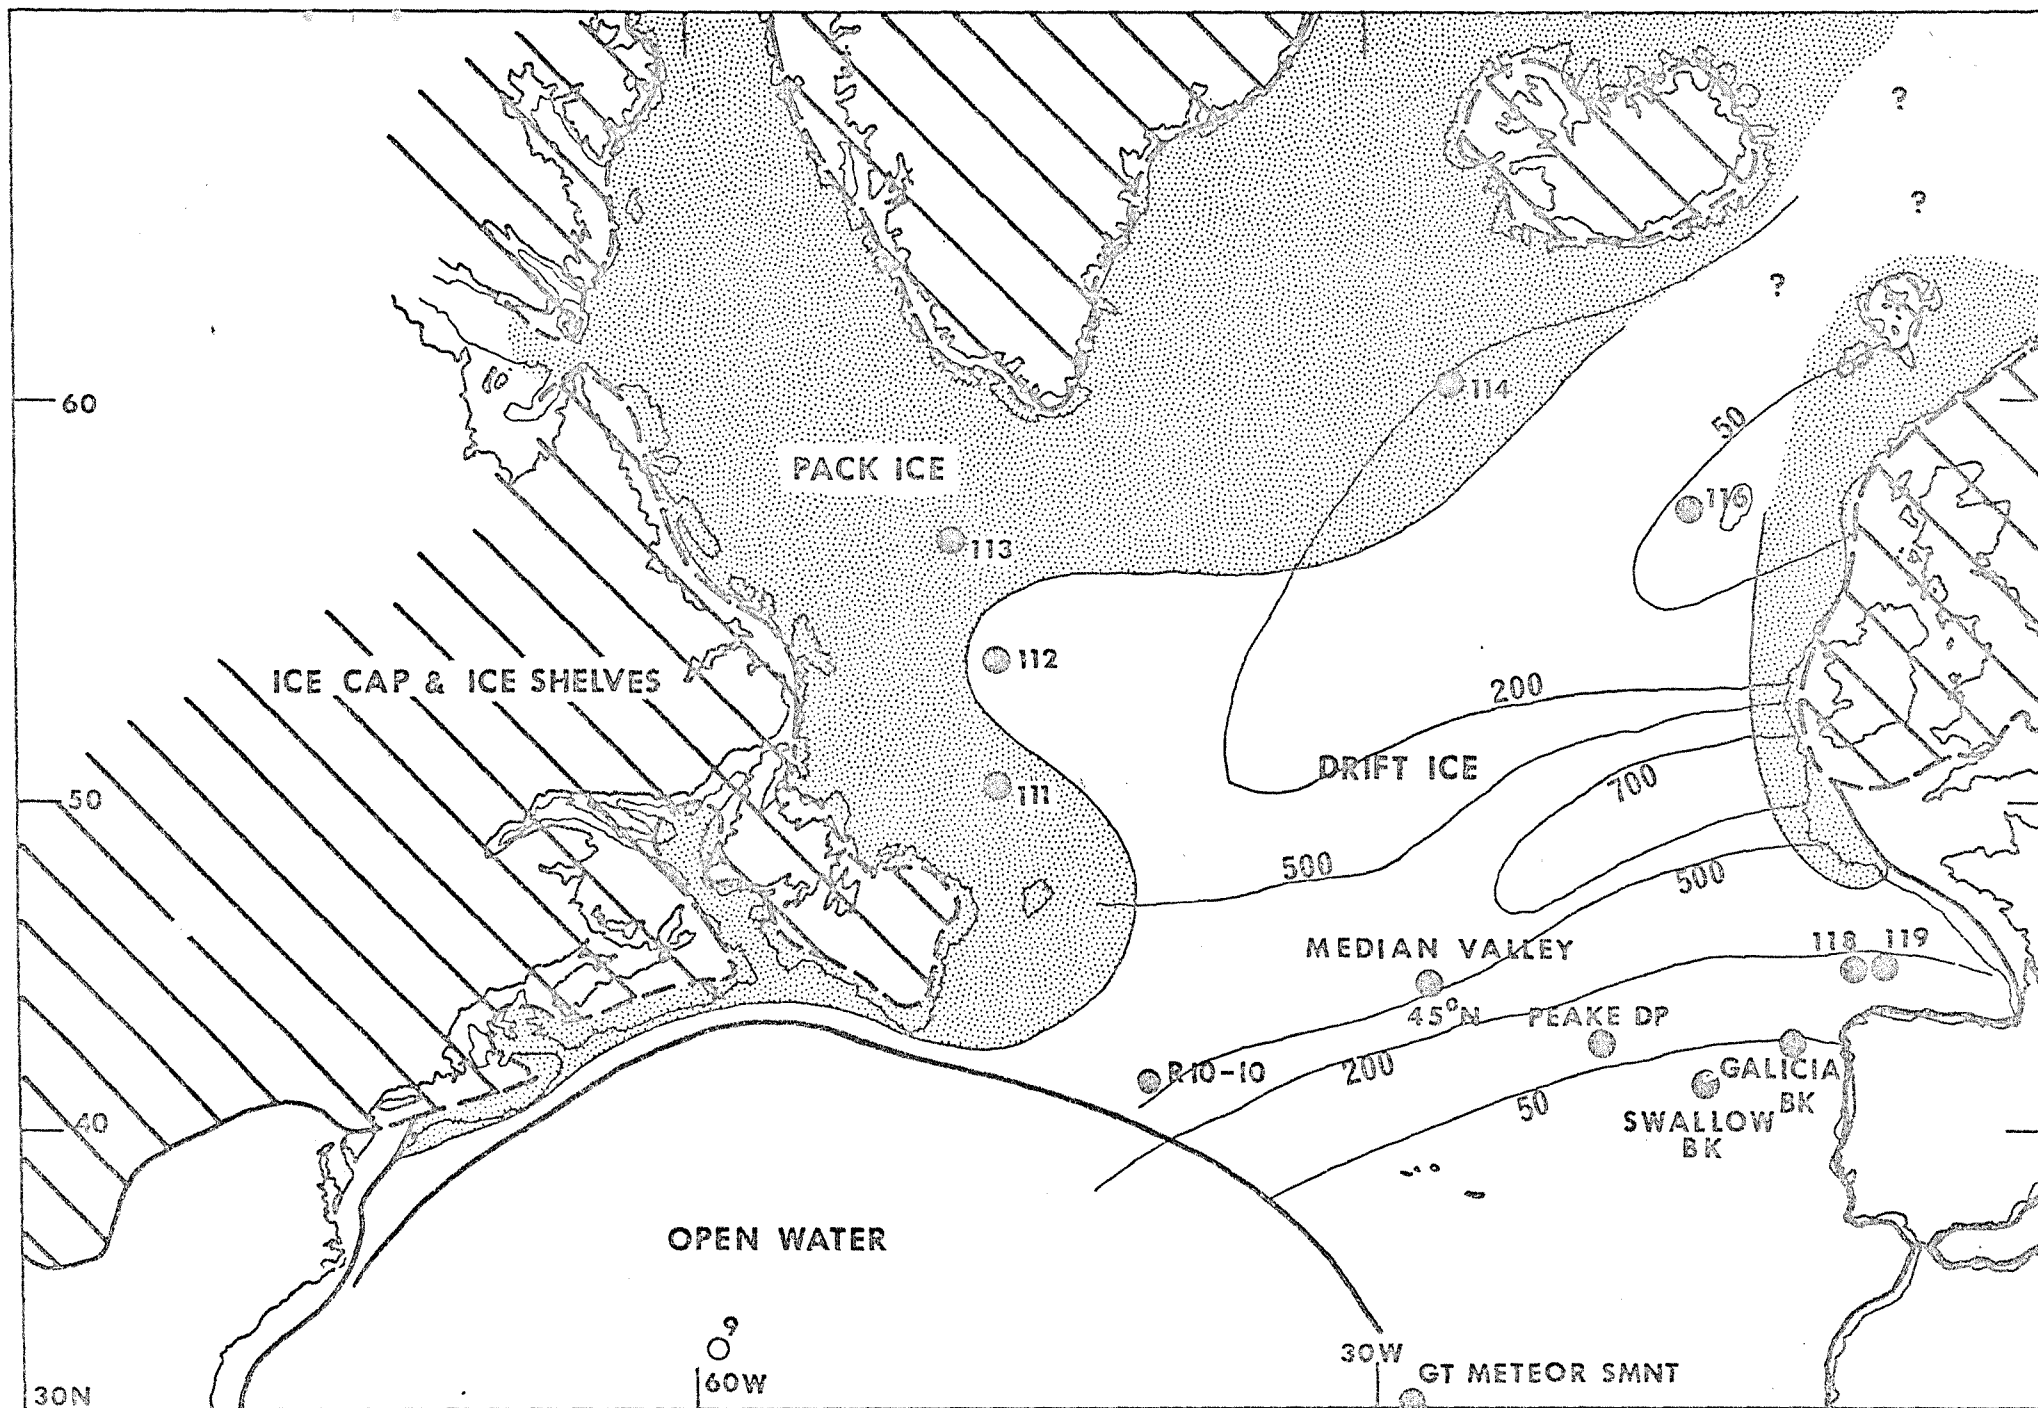 ?
?
?
60
114
50
PACK ICE
116
113
112
ICE CAP & ICE SHELVES
200
DRIFT ICE
700
50
111
500
500
MEDIAN VALLEY
118 119
45°N
PEAKE DP
R10-10
200
GALICIA
BK
50
SWALLOW
BK
40
OPEN WATER
9
30W
60W
GT METEOR SMNT
30N